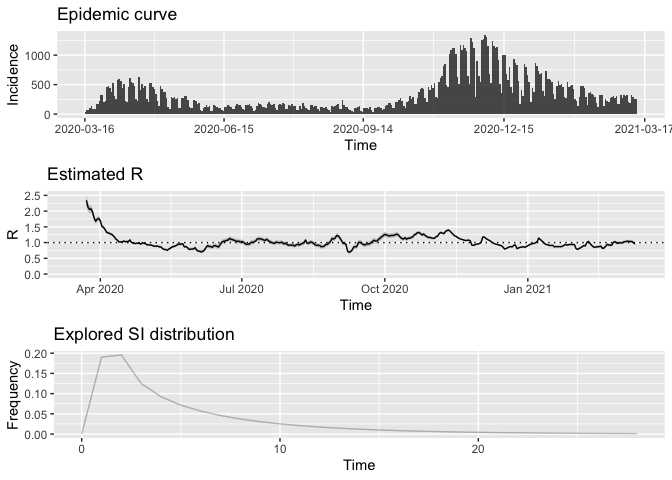 Epidemic curve
Incidence
1000
500
0
2020-03-16 2020-06-15 2020-09-14 2020-12-15 2021-03-17
Time
Estimated R
R
2.5
2.0
1.5
1.0
0.5
0.0
Apr 2020 Jul 2020 Oct 2020 Jan 2021
Time
Explored SI distribution
Frequency
0.20
0.15
0.10
0.05
0.00
0 10 20
Time